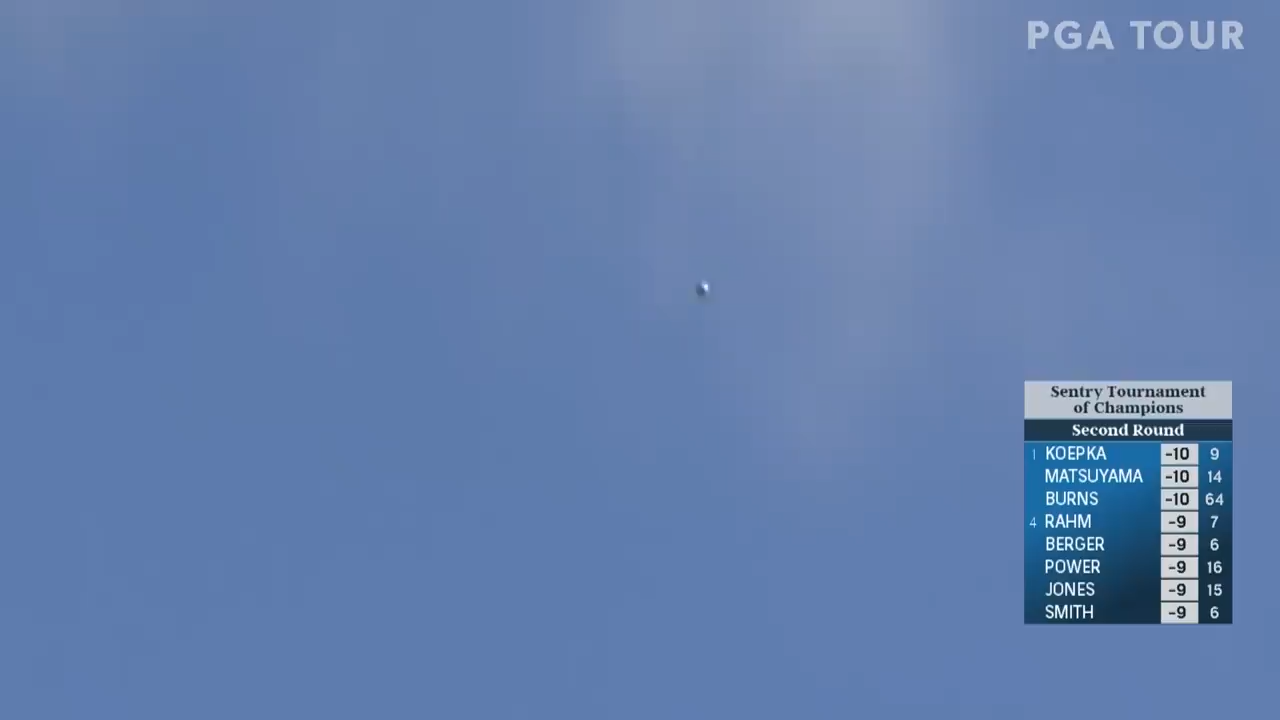 PGA TOUR
Sentry Tournament
of Champions
Second Round
1 KOEPKA -10 9
MATSUYAMA -10 14
BURNS -10 64
4 RAHM -9 7
BERGER -9 6
POWER -9 16
JONES -9 15
SMITH -9 6